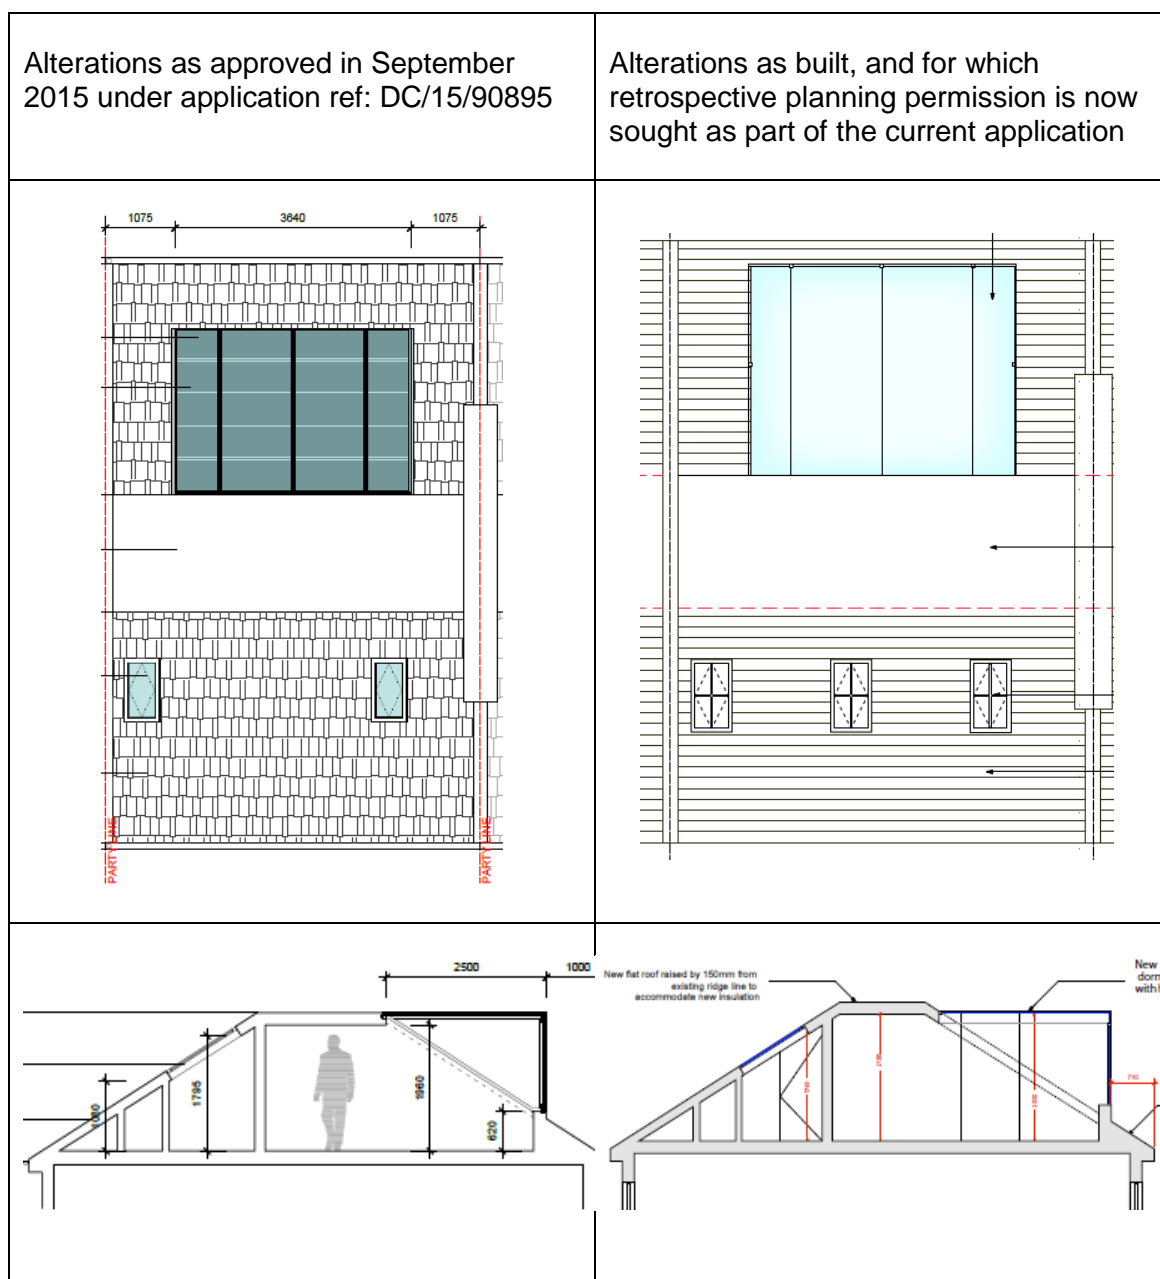 Alterations as approved in September
2015 under application ref: DC/15/90895
Alterations as built, and for which
retrospective planning permission is now
sought as part of the current application
1075 3640 1075
PARTY LINE
PARTY LINE
2500 1000
1795
1960
620
New flat roof raised by 150mm from
existing ridge line to
accommodate new insulation
New
dorn
with h
710